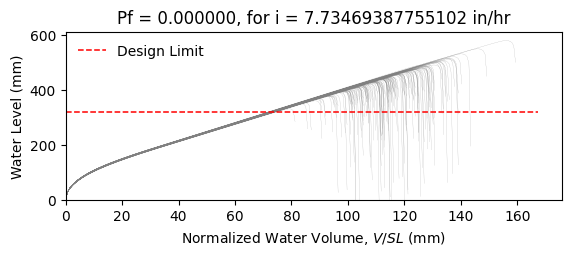 Pf = 0.000000, for i = 7.73469387755102 in/hr
Design Limit
Water Level (mm)
600
400
200
0
0 20 40 60 80 100 120 140 160
Normalized Water Volume, V/SL (mm)